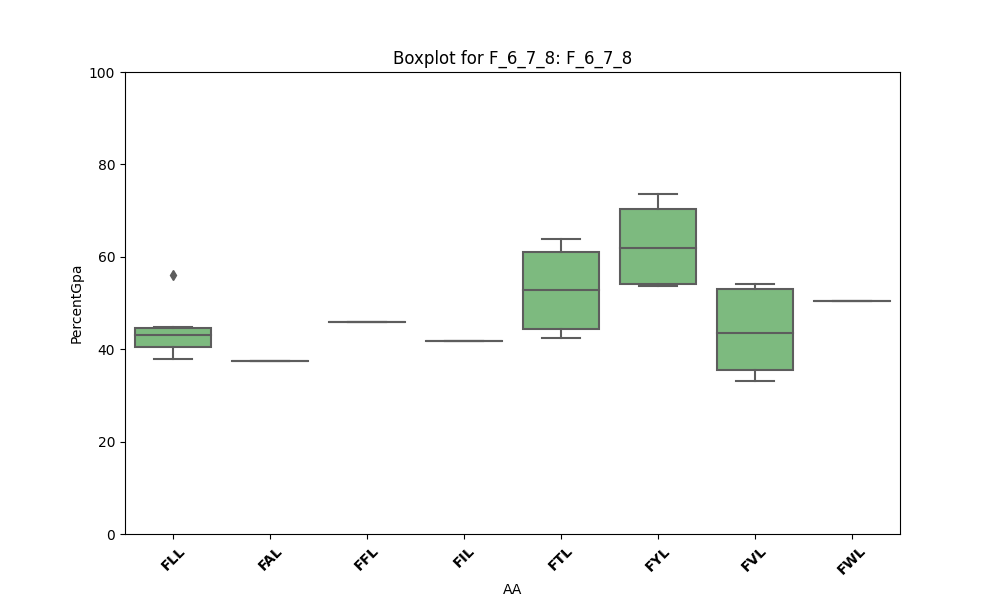 Boxplot for F_6_7_8: F_6_7_8
100
80
60
40
20
0
PercentGpa
FLL
FAL
FFL
FIL
FTL
FYL
FVL
FWL
AA